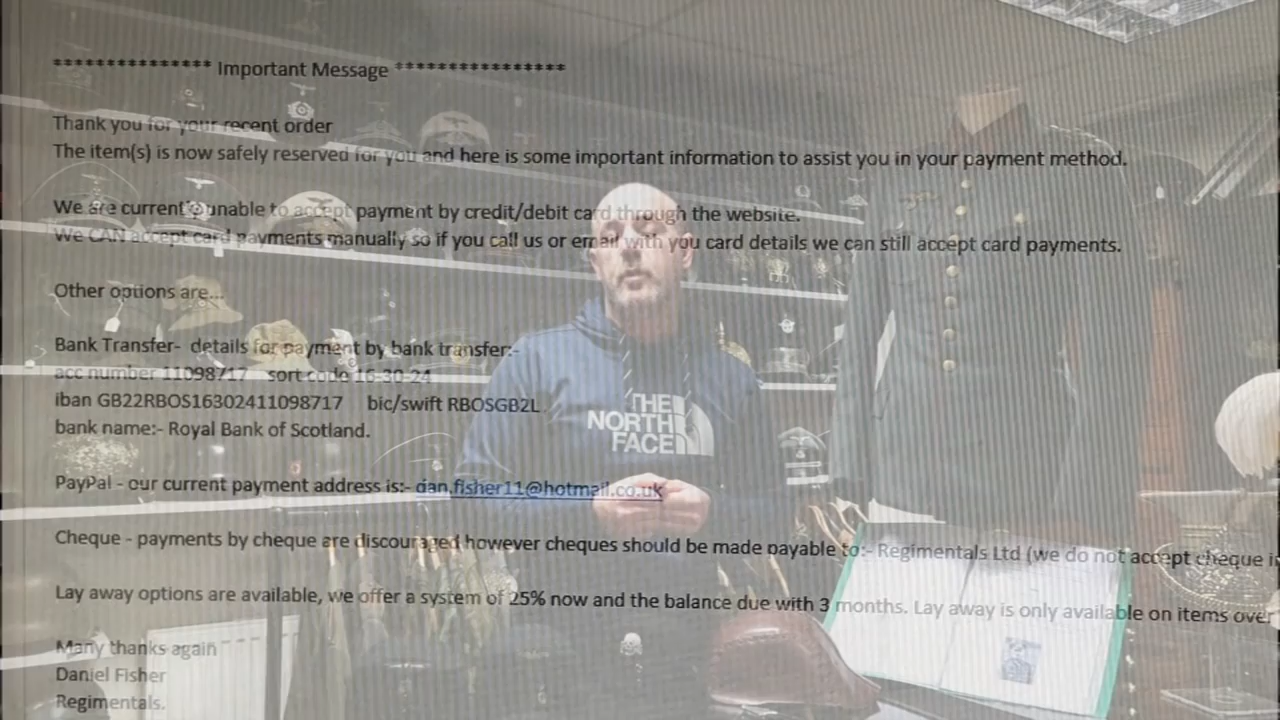 *************** Important Message ****************
Thank you for your recent order
The item(s) is now safely reserved for you and here is some important information to assist you in your payment method.
We are currently unable to accept payment by credit/debit card through the website.
We CAN accept card payments manually so if you call us or email with you card details we can still accept card payments.
Other options are...
Bank Transfer-  details for payment by bank transfer:-
acc number 11098717    sort code 16-30-24
iban GB22RBOS16302411098717     bic/swift RBOSGB2L
bank name:- Royal Bank of Scotland.
PayPal - our current payment address is:- dan.fisher11@hotmail.co.uk
Cheque - payments by cheque are discouraged however cheques should be made payable to:- Regimentals Ltd (we do not accept cheque
Lay away options are available, we offer a system of 25% now and the balance due with 3 months. Lay away is only available on items over
Many thanks again
Daniel Fisher
Regimentals.
THE
NORTH
FACE